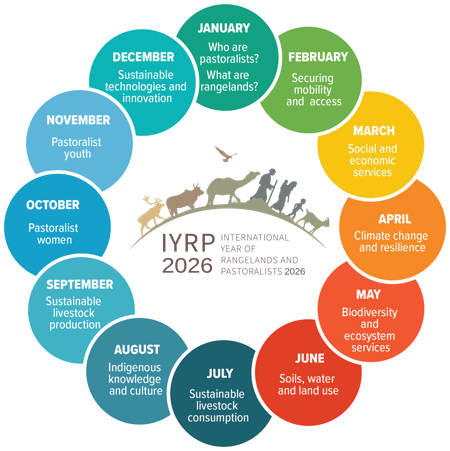 JANUARY
Who are
pastoralists?
What are
rangelands?
FEBRUARY
Securing
mobility
and access
MARCH
Social and
economic
services
APRIL
Climate change
and resilience
MAY
Biodiversity
and
ecosystem
services
JUNE
Soils, water
and land use
JULY
Sustainable
livestock
consumption
AUGUST
Indigenous
knowledge
and culture
SEPTEMBER
Sustainable
livestock
production
OCTOBER
Pastoralist
women
NOVEMBER
Pastoralist
youth
DECEMBER
Sustainable
technologies and
innovation
IYRP
2026
INTERNATIONAL
YEAR OF
RANGELANDS AND
PASTORALISTS 2026